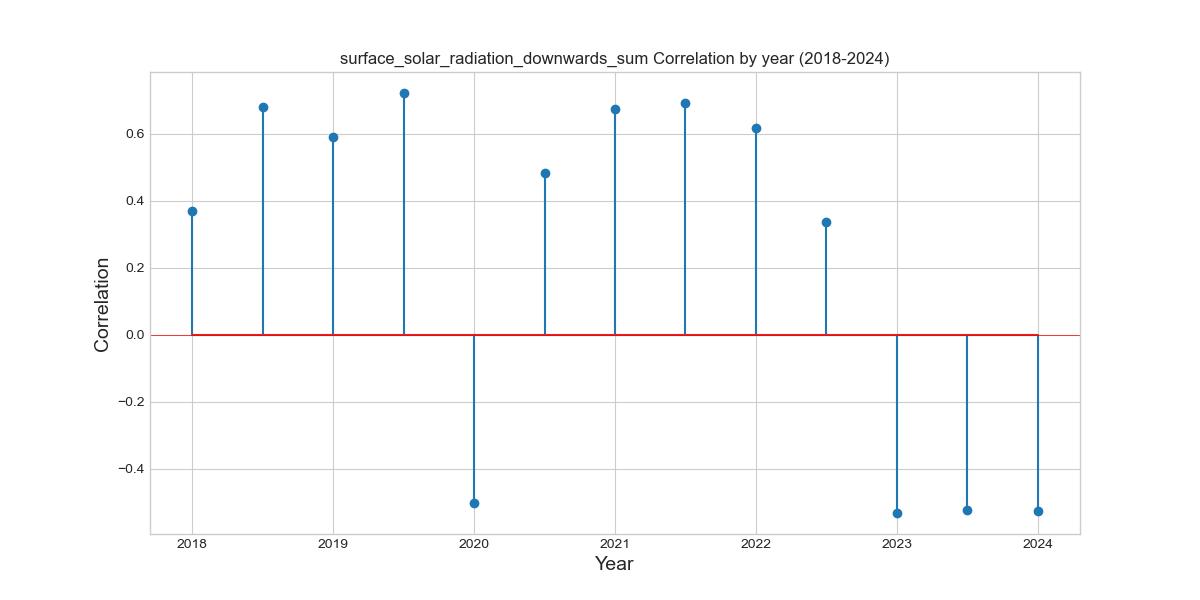 surface_solar_radiation_downwards_sum Correlation by year (2018-2024)
Correlation
0.6
0.4
0.2
0.0
−0.2
−0.4
2018 2019 2020 2021 2022 2023 2024
Year